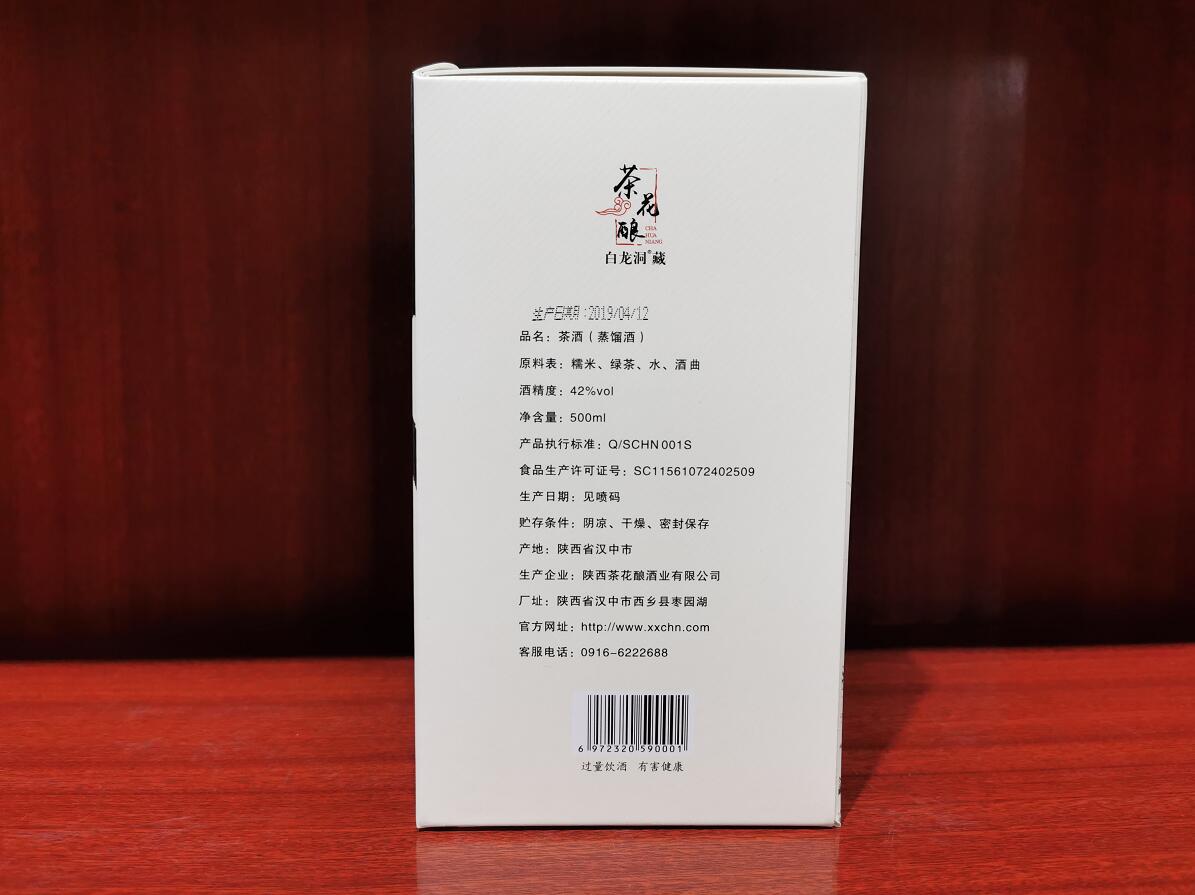 茶花酿
CHA
HUA
NIANG
白龙洞®藏
生产日期:2019/04/12
品名：茶酒（蒸馏酒）
原料表：糯米、绿茶、水、酒曲
酒精度：42%vol
净含量：500ml
产品执行标准：Q/SCHN 001S
食品生产许可证号：SC11561072402509
生产日期：见喷码
贮存条件：阴凉、干燥、密封保存
产地：陕西省汉中市
生产企业：陕西茶花酿酒业有限公司
厂址：陕西省汉中市西乡县枣园湖
官方网址：http://www.xxchn.com
客服电话：0916-6222688
6 972320 590001
过量饮酒 有害健康